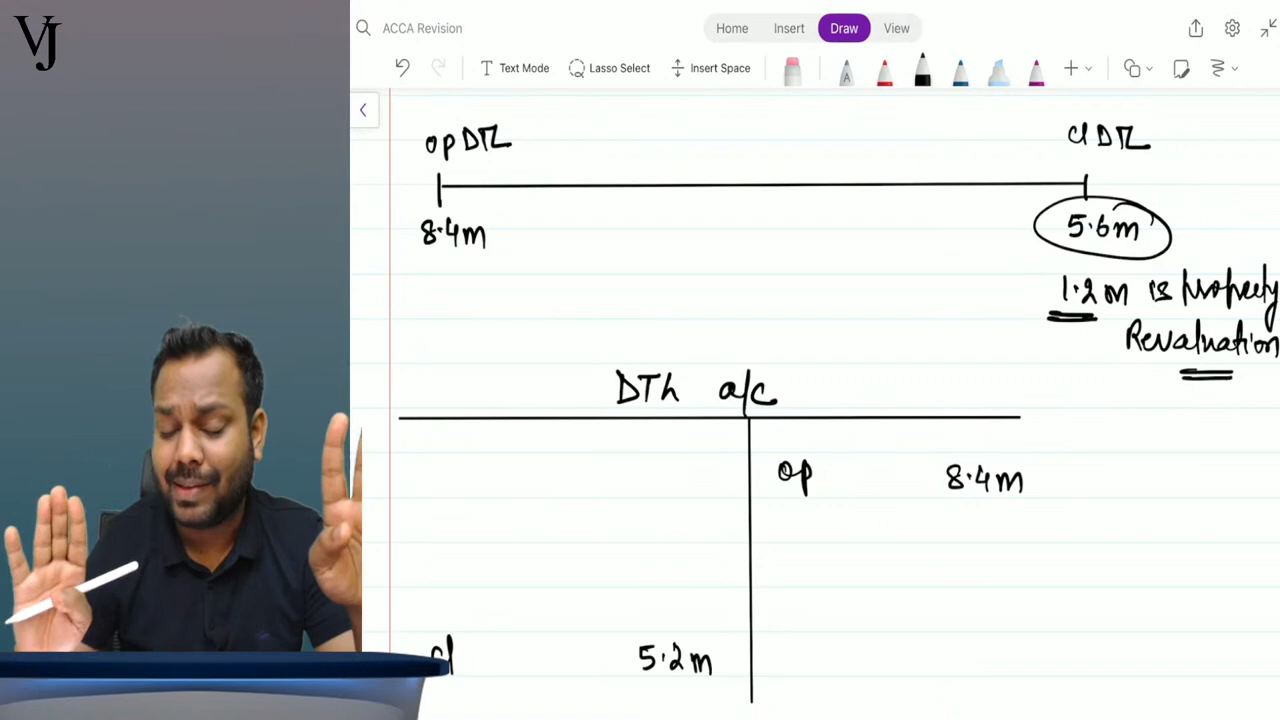 VJ
ACCA Revision
Home Insert Draw View
Text Mode Lasso Select Insert Space
A
op DTL
cl DTL
8.4m
5.6m
1.2m is property
Revaluation
DTL a/c
op 8.4m
cl 5.2m